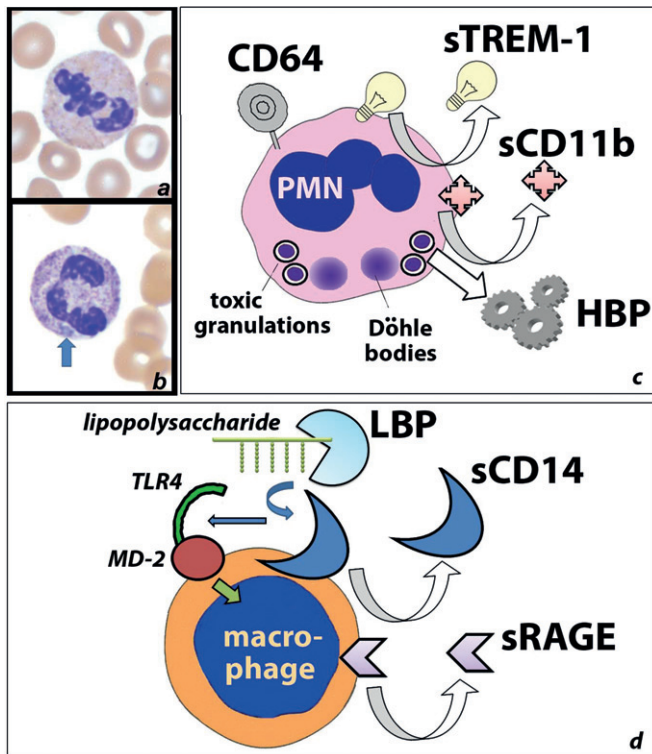 a
b
CD64
sTREM-1
sCD11b
PMN
toxic
granulations
Döhle
bodies
HBP
c
lipopolysaccharide
LBP
sCD14
TLR4
MD-2
macro-
phage
sRAGE
d